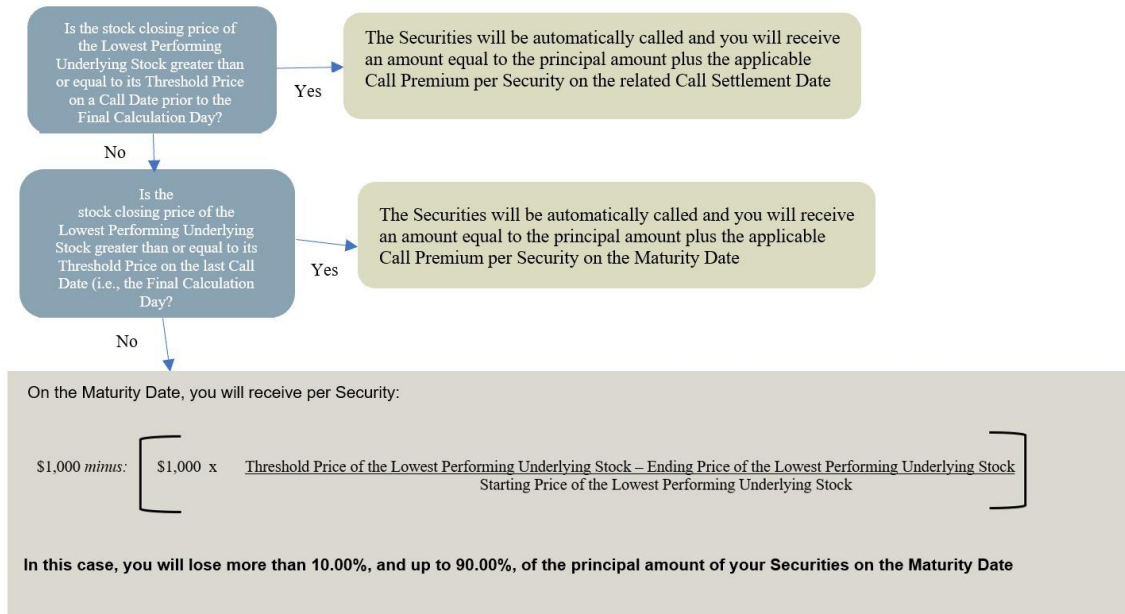 Is the stock closing price of
the Lowest Performing
Underlying Stock greater than
or equal to its Threshold Price
on a Call Date prior to the
Final Calculation Day?
Yes
The Securities will be automatically called and you will receive
an amount equal to the principal amount plus the applicable
Call Premium per Security on the related Call Settlement Date
No
Is the
stock closing price of the
Lowest Performing Underlying
Stock greater than or equal to its
Threshold Price on the last Call
Date (i.e., the Final Calculation
Day?
Yes
The Securities will be automatically called and you will receive
an amount equal to the principal amount plus the applicable
Call Premium per Security on the Maturity Date
No
On the Maturity Date, you will receive per Security:
$1,000 minus: $1,000 x Threshold Price of the Lowest Performing Underlying Stock – Ending Price of the Lowest Performing Underlying Stock
Starting Price of the Lowest Performing Underlying Stock
In this case, you will lose more than 10.00%, and up to 90.00%, of the principal amount of your Securities on the Maturity Date